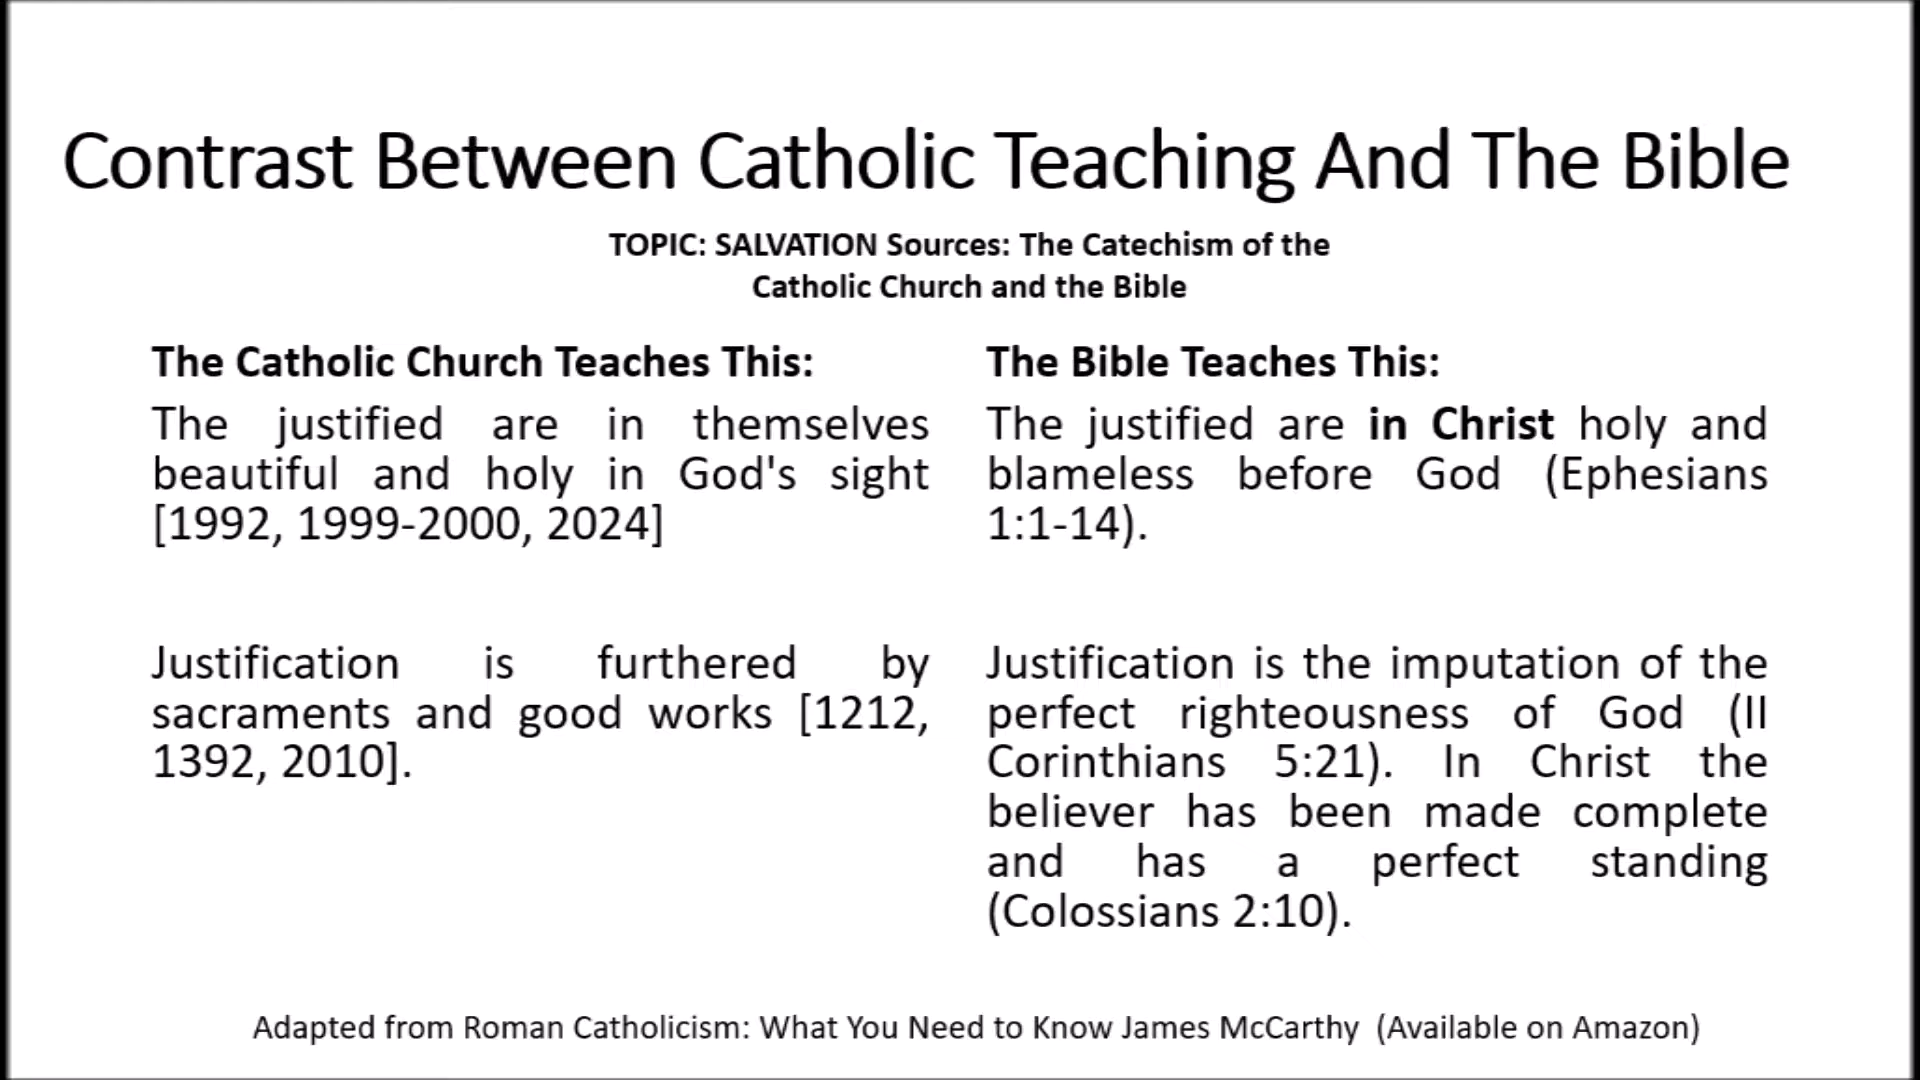 Contrast Between Catholic Teaching And The Bible
TOPIC: SALVATION Sources: The Catechism of the
Catholic Church and the Bible
The Catholic Church Teaches This:
The justified are in themselves
beautiful and holy in God's sight
[1992, 1999-2000, 2024]
Justification is furthered by
sacraments and good works [1212,
1392, 2010].
The Bible Teaches This:
The justified are in Christ holy and
blameless before God (Ephesians
1:1-14).
Justification is the imputation of the
perfect righteousness of God (II
Corinthians 5:21). In Christ the
believer has been made complete
and has a perfect standing
(Colossians 2:10).
Adapted from Roman Catholicism: What You Need to Know James McCarthy (Available on Amazon)